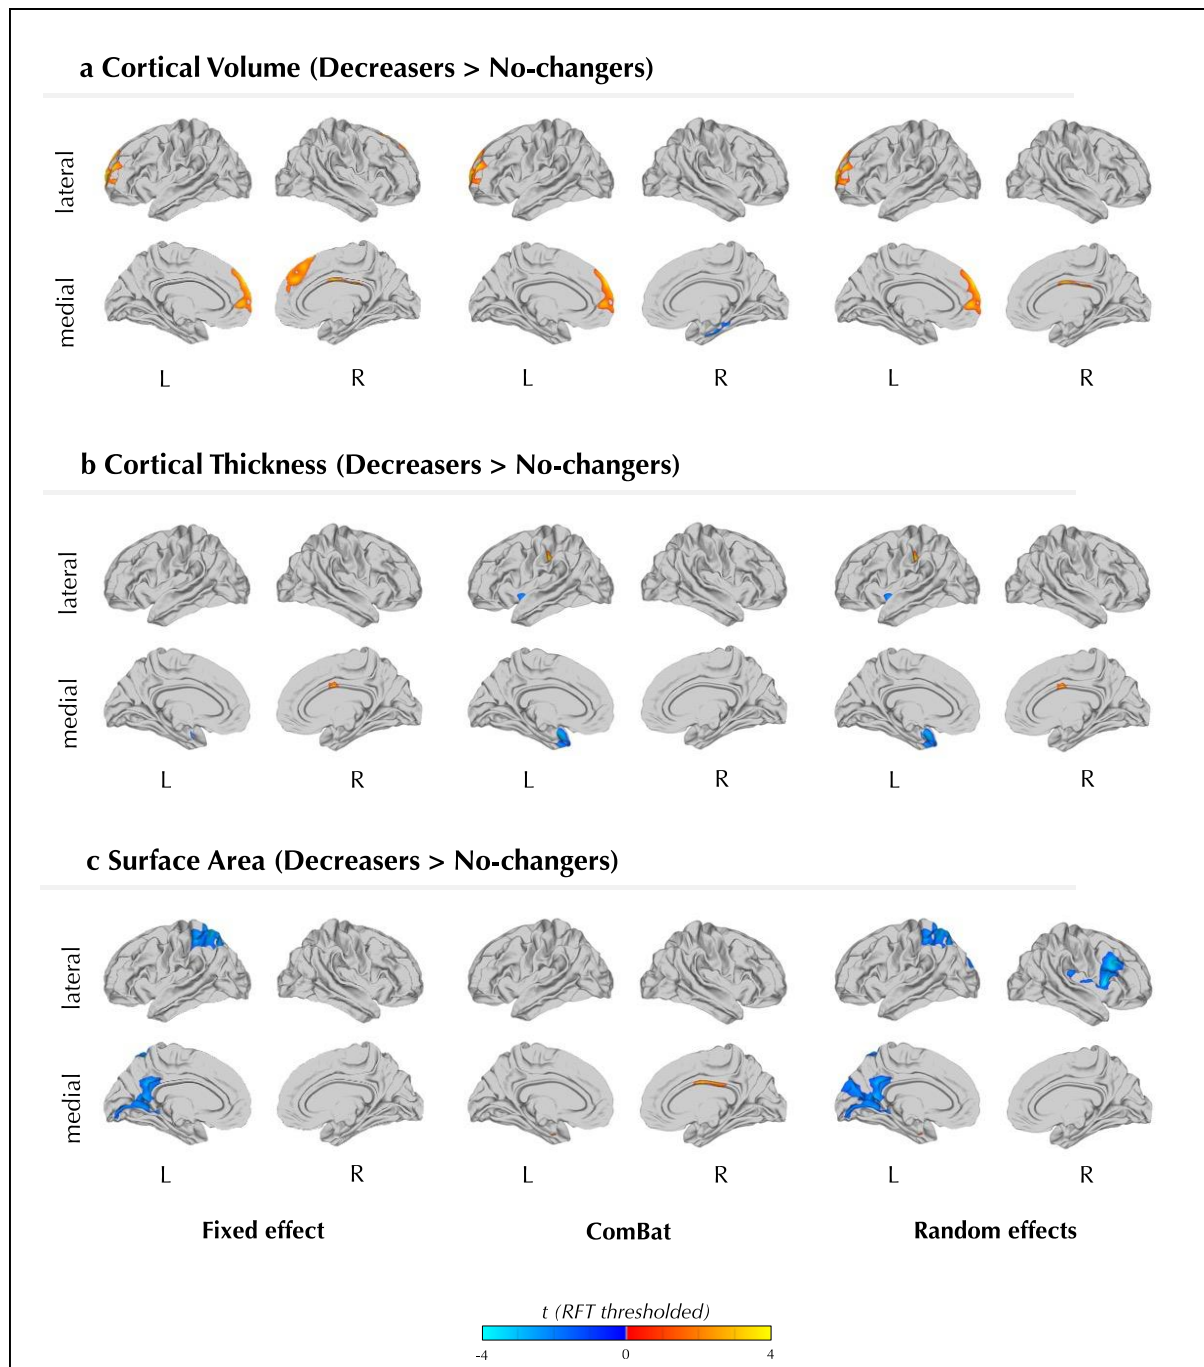 a Cortical Volume (Decreasers > No-changers)
lateral
medial
L R L R L R
b Cortical Thickness (Decreasers > No-changers)
lateral
medial
L R L R L R
c Surface Area (Decreasers > No-changers)
lateral
medial
L R L R L R
Fixed effect ComBat Random effects
t (RFT thresholded)
-4 0 4